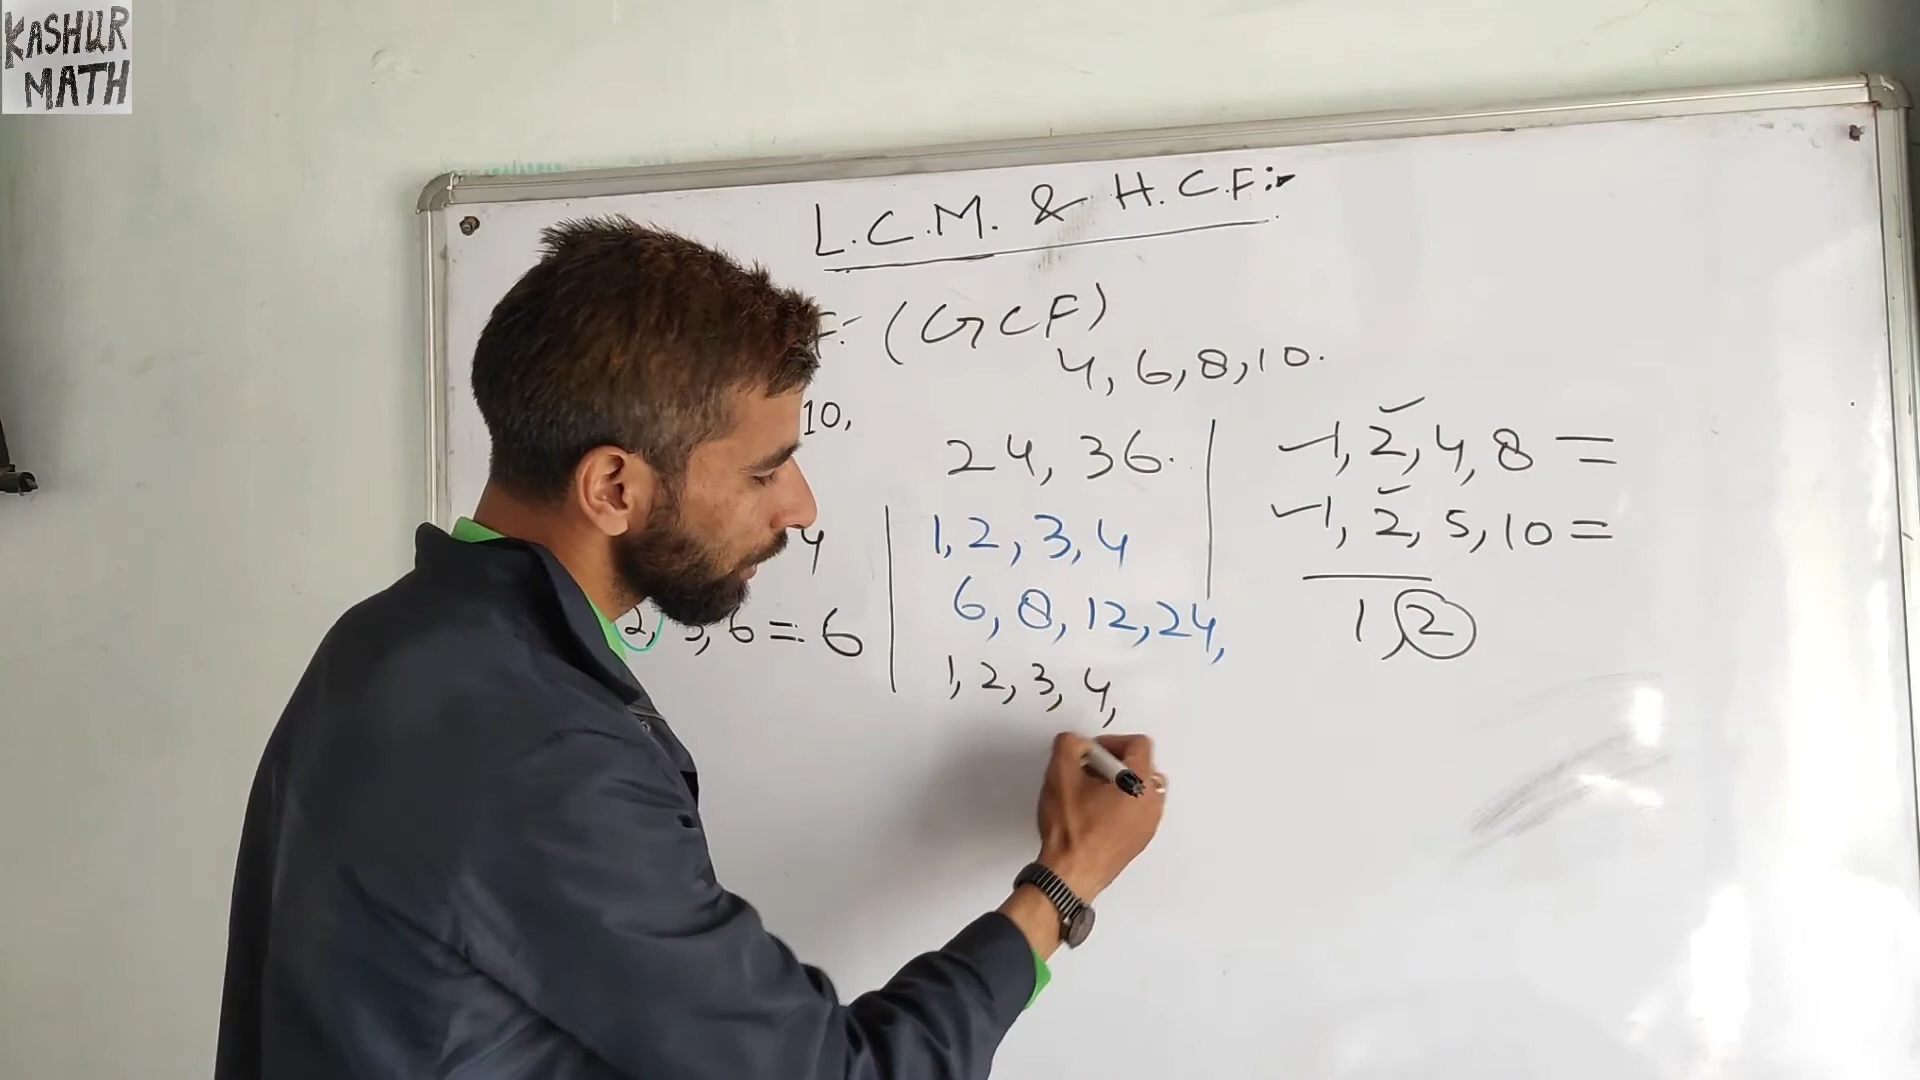 KASHUR
MATH
L.C.M. & H.C.F:-
F:- (GCF)
4, 6, 8, 10.
10,
24, 36.
1, 2, 4, 8 =
1, 2, 3, 4
1, 2, 5, 10 =
4
6, 8, 12, 24,
1, 2
2, 3, 6 = 6
1, 2, 3, 4,